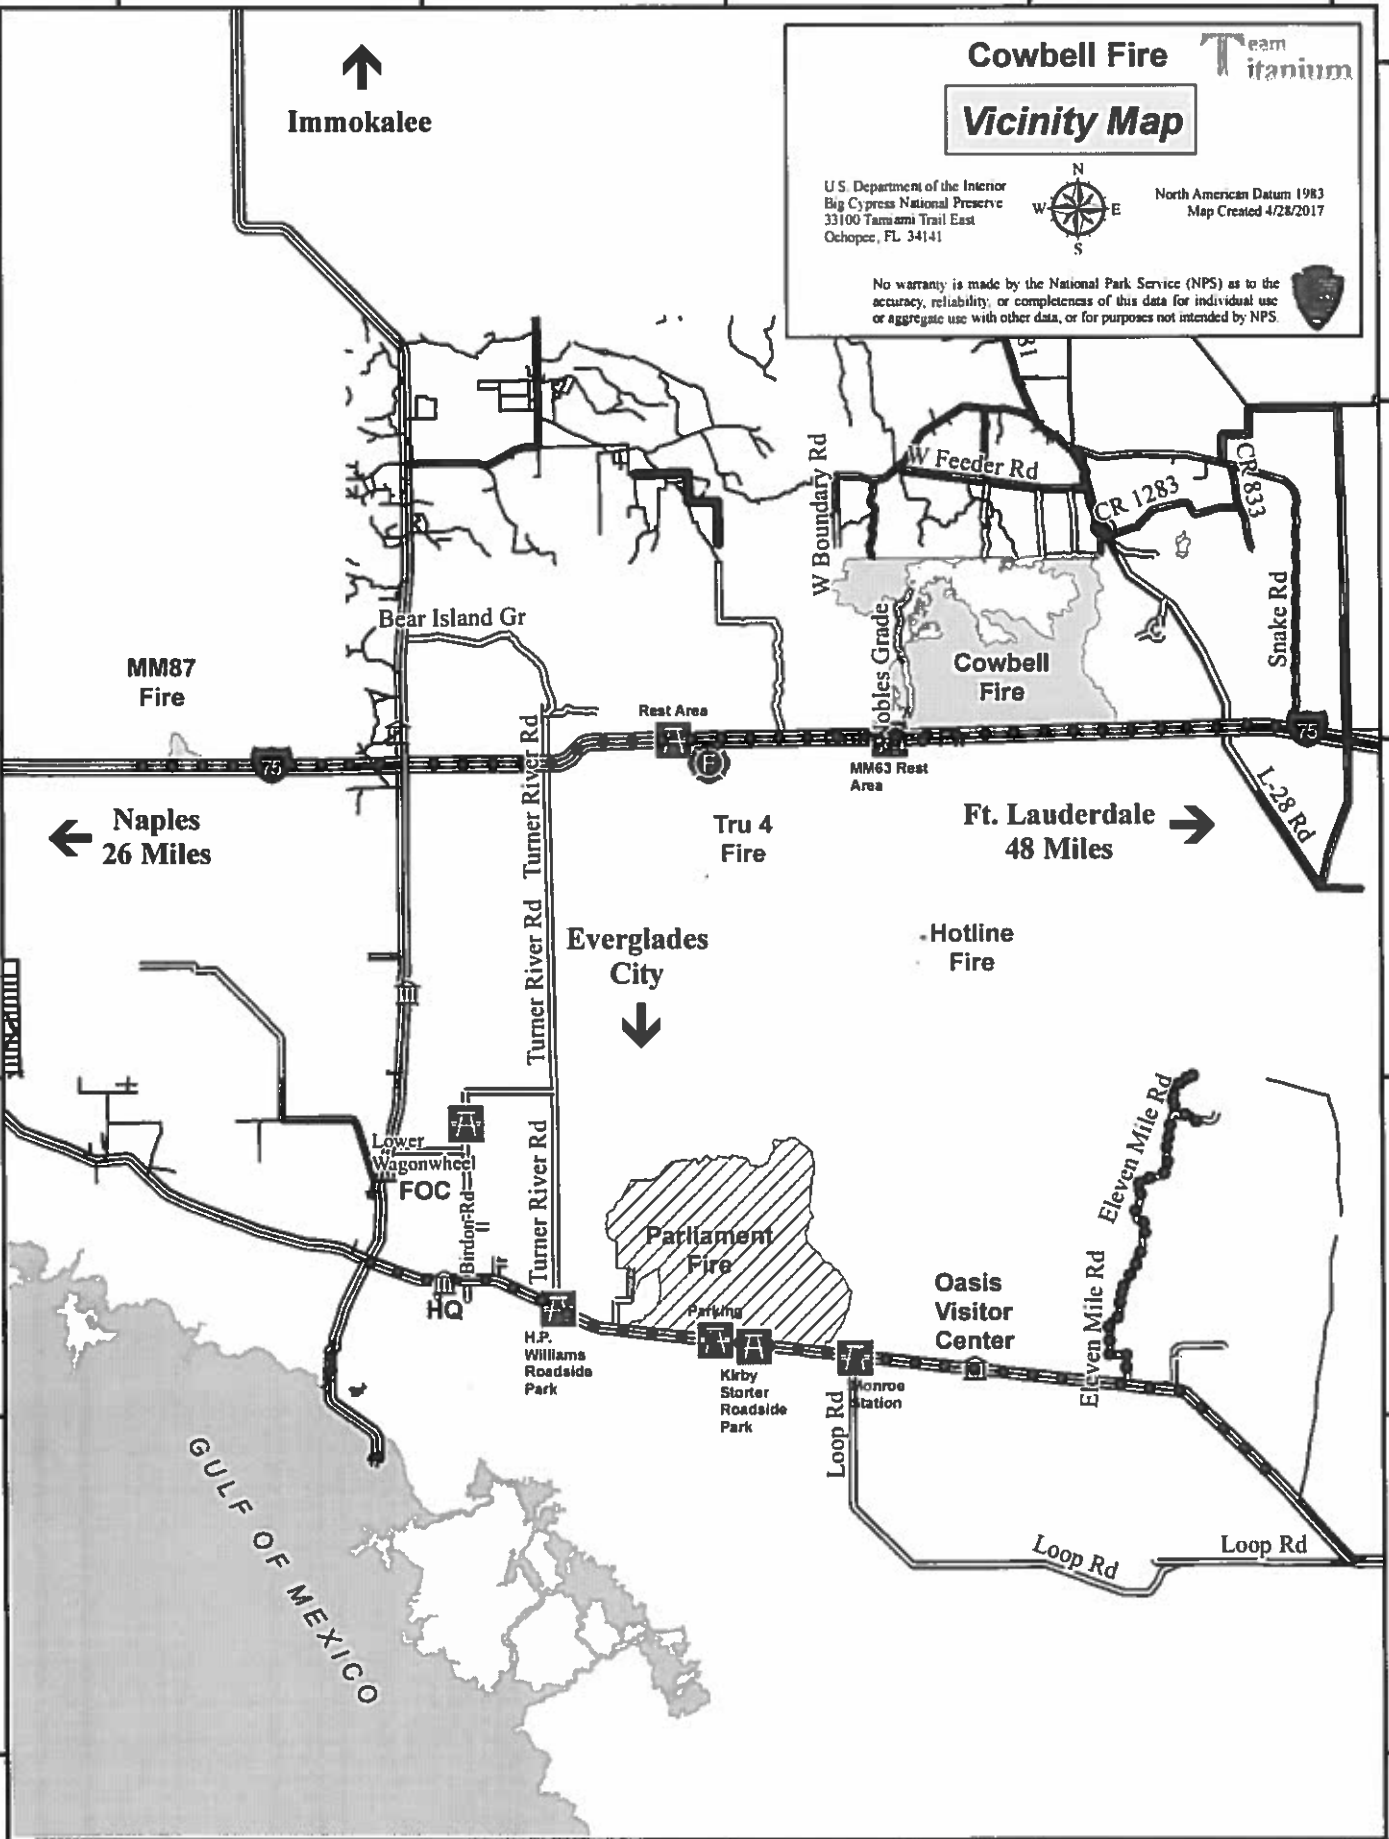 Cowbell Fire
Team
Titanium
Vicinity Map
U.S. Department of the Interior
Big Cypress National Preserve
33100 Tamiami Trail East
Ochopee, FL 34141
N
W
E
S
North American Datum 1983
Map Created 4/28/2017
No warranty is made by the National Park Service (NPS) as to the
accuracy, reliability, or completeness of this data for individual use
or aggregate use with other data, or for purposes not intended by NPS.
Immokalee
81
W Boundary Rd
W Feeder Rd
CR 1283
CR 833
Snake Rd
Bear Island Gr
MM87
Fire
obles Grade
Cowbell
Fire
Rest Area
75
75
F
MM63 Rest
Area
Turner River Rd
Naples
26 Miles
Tru 4
Fire
Ft. Lauderdale
48 Miles
L-28 Rd
Turner River Rd
Everglades
City
Hotline
Fire
Lower
Wagonwheel
FOC
Birdon Rd
Turner River Rd
Eleven Mile Rd
Parliament
Fire
HQ
Parking
H.P.
Williams
Roadside
Park
Kirby
Storter
Roadside
Park
Monroe
Station
Oasis
Visitor
Center
Eleven Mile Rd
Loop Rd
Loop Rd
Loop Rd
GULF OF MEXICO